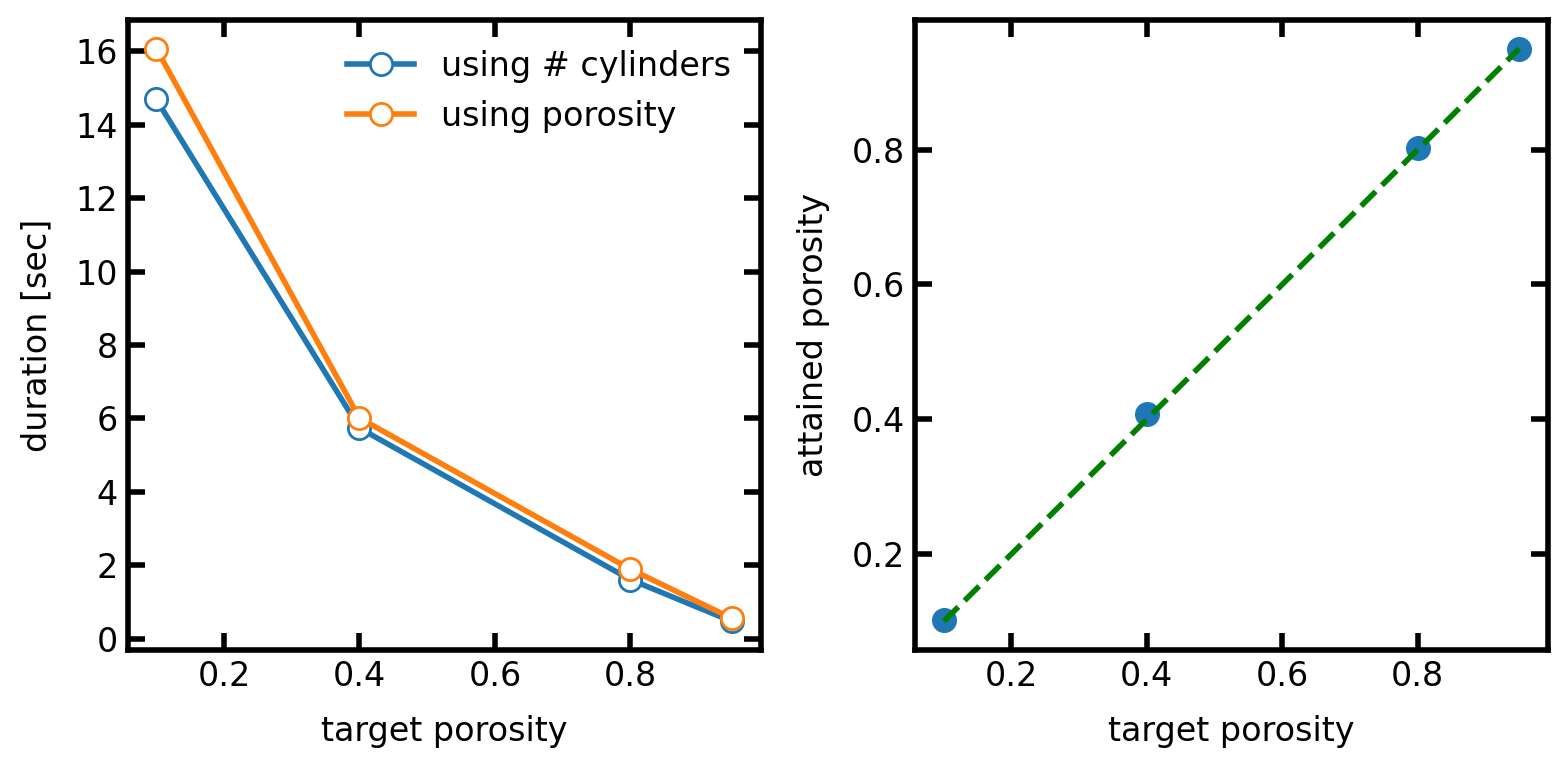 using # cylinders
using porosity
duration [sec]
16
14
12
10
8
6
4
2
0
0.2 0.4 0.6 0.8
target porosity
attained porosity
0.8
0.6
0.4
0.2
0.2 0.4 0.6 0.8
target porosity